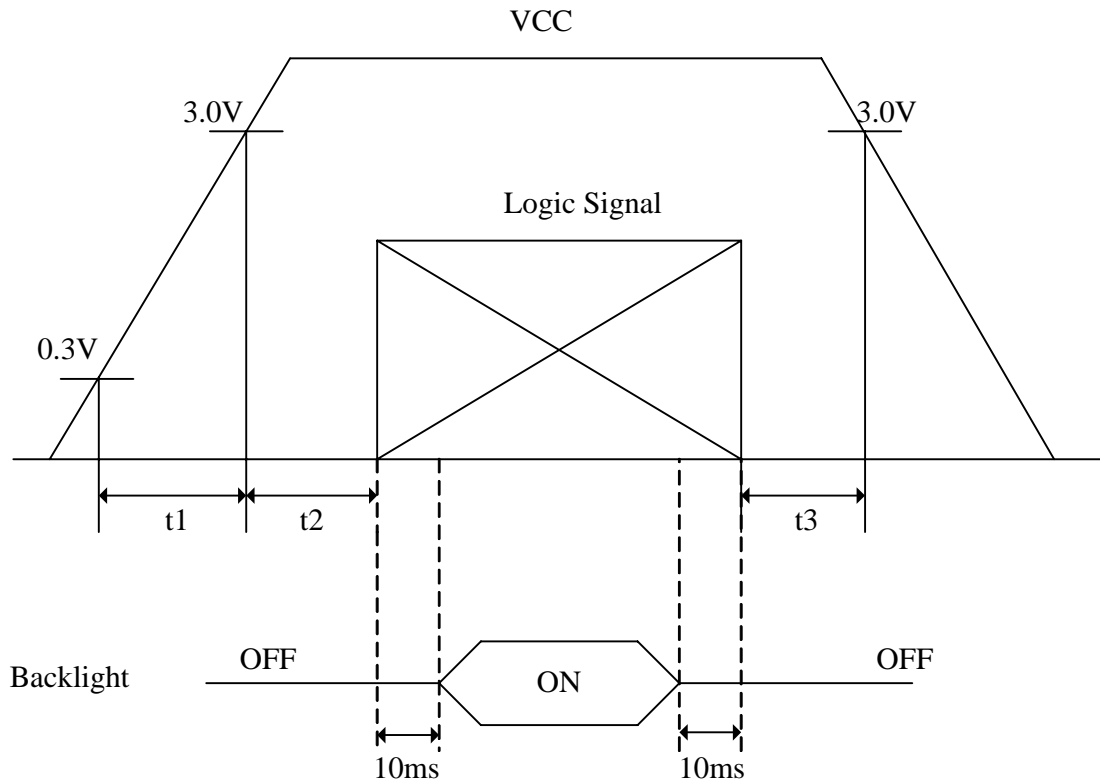 VCC
3.0V
3.0V
Logic Signal
0.3V
t1
t2
t3
OFF
OFF
Backlight
ON
10ms
10ms